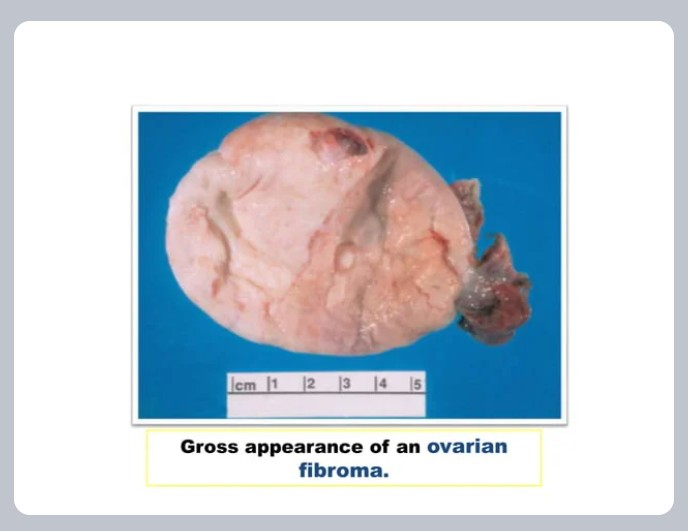 cm 1 2 3 4 5
Gross appearance of an ovarian
fibroma.